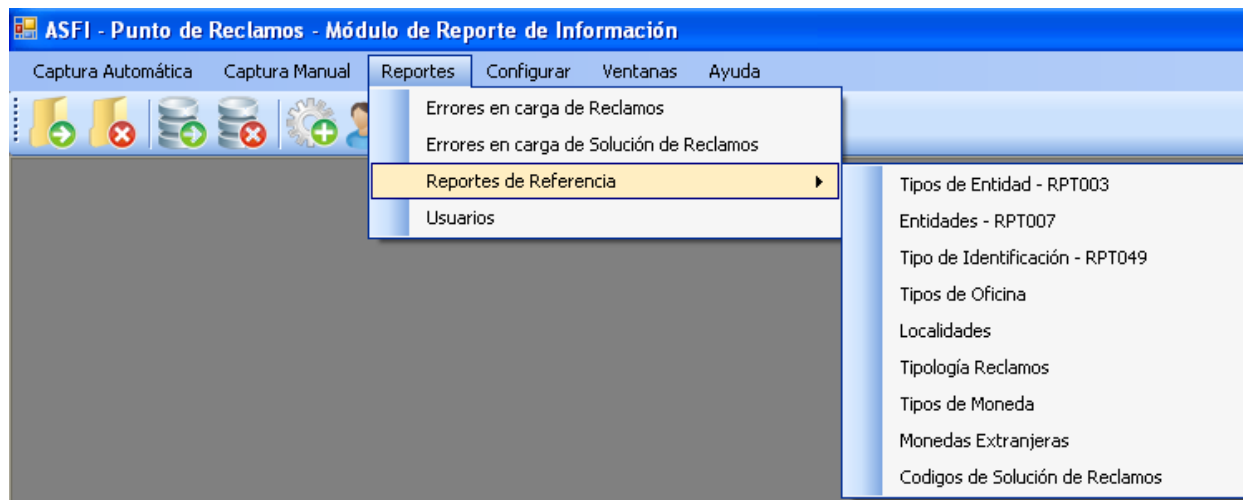 ASFI - Punto de Reclamos - Módulo de Reporte de Información
Captura Automática Captura Manual Reportes Configurar Ventanas Ayuda
Errores en carga de Reclamos
Errores en carga de Solución de Reclamos
Reportes de Referencia
Usuarios
Tipos de Entidad - RPT003
Entidades - RPT007
Tipo de Identificación - RPT049
Tipos de Oficina
Localidades
Tipología Reclamos
Tipos de Moneda
Monedas Extranjeras
Codigos de Solución de Reclamos